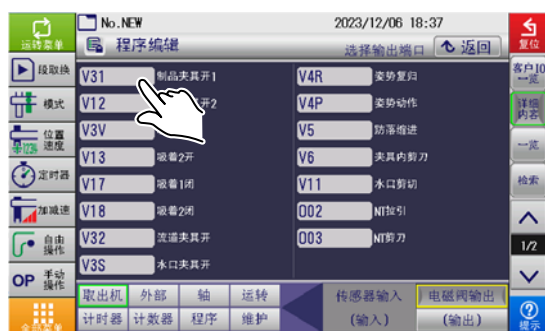 No.NEW 2023/12/06 18:37
运转菜单
程序编辑
选择输出端口
返回
复位
段取换
模式
位置
速度
定时器
加减速
自由
操作
OP 手动
操作
全部菜单
V31 制品夹具开1
V12 夹具开2
V3V
V13 吸着2开
V17 吸着1闭
V18 吸着2闭
V32 流道夹具开
V3S 水口夹具开
V4R 姿势复归
V4P 姿势动作
V5 防落缩进
V6 夹具内剪刀
V11 水口剪切
002 NT拉引
003 NT剪刀
客户IO
一览
详细
内容
一览
检索
1/2
提示
取出机 外部 轴 运转
计时器 计数器 程序 维护
传感器输入
(输入)
电磁阀输出
(输出)